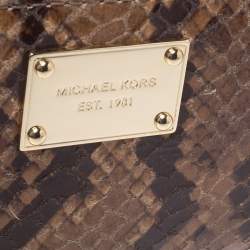 MICHAEL KORS
EST. 1981